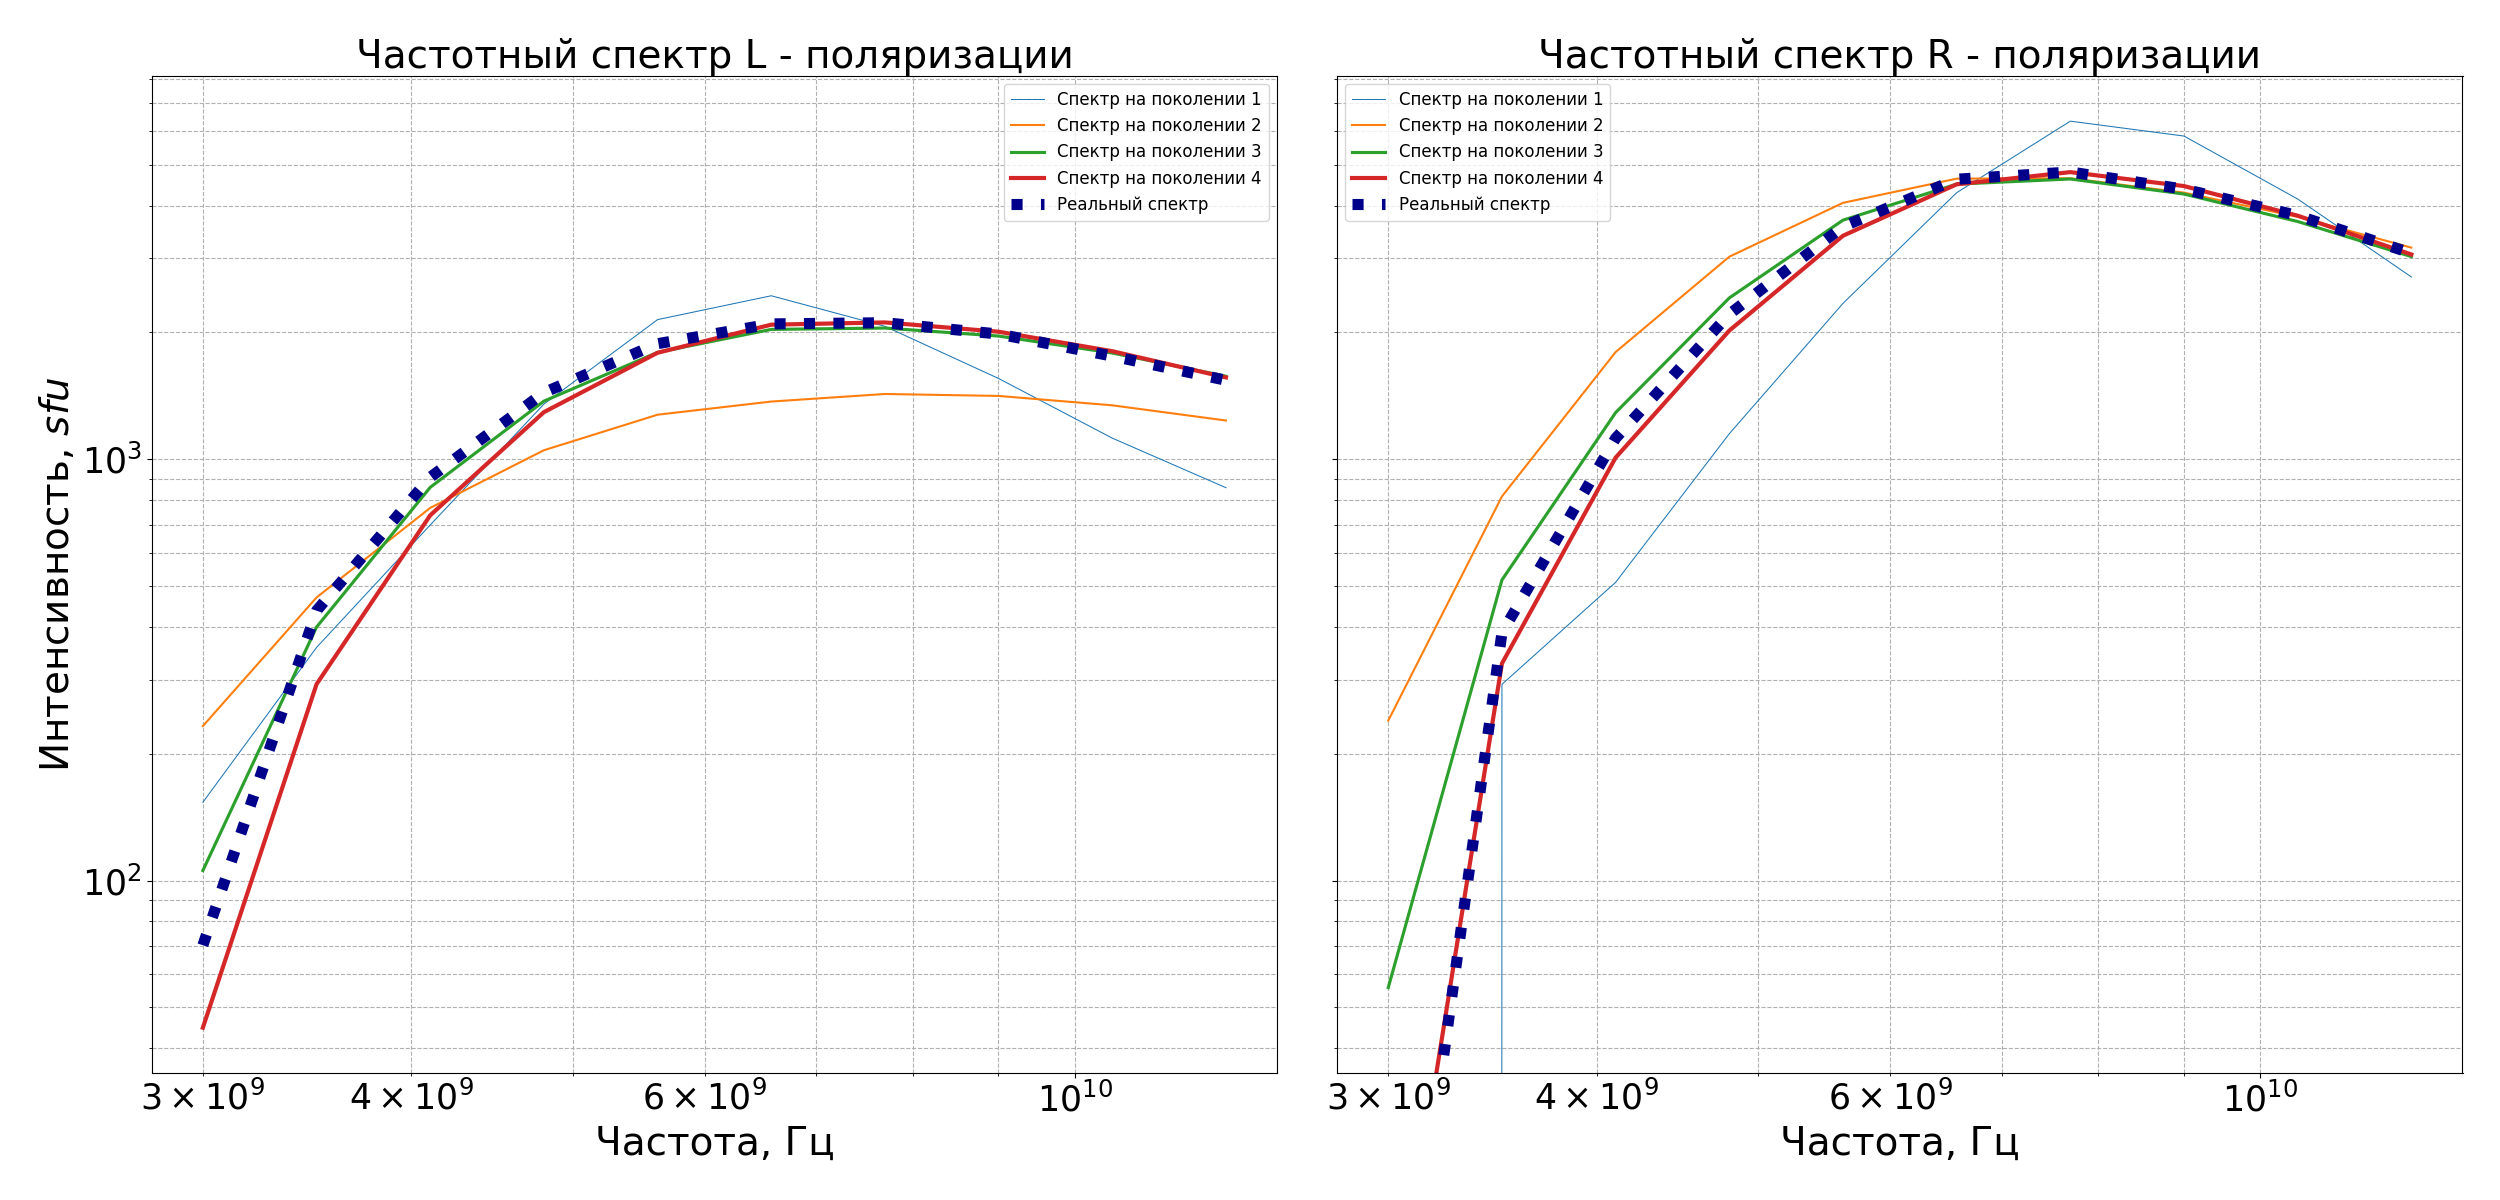 Частотный спектр L - поляризации
Спектр на поколении 1
Спектр на поколении 2
Спектр на поколении 3
Спектр на поколении 4
Реальный спектр
Интенсивность, sfu
10³
10²
3 × 10⁹
4 × 10⁹
6 × 10⁹
10¹⁰
Частота, Гц
Частотный спектр R - поляризации
Спектр на поколении 1
Спектр на поколении 2
Спектр на поколении 3
Спектр на поколении 4
Реальный спектр
3 × 10⁹
4 × 10⁹
6 × 10⁹
10¹⁰
Частота, Гц